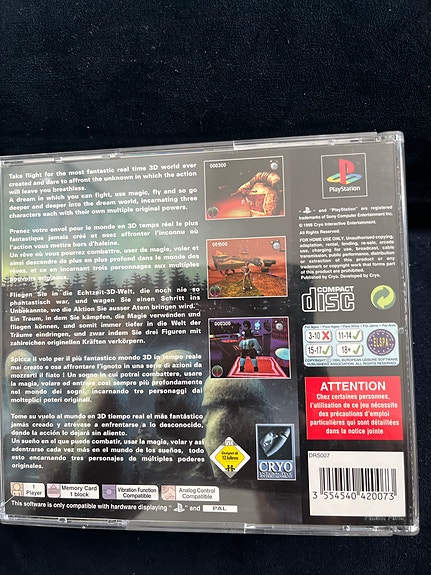 Take flight for the most fantastic real time 3D world ever
created and dare to affront the unknown in which the action
will leave you breathless.
A dream in which you can fight, use magic, fly and so go
deeper and deeper into the dream world, incarnating three
characters each with their own multiple original powers.
Prenez votre envol pour le monde en 3D temps réel le plus
fantastique jamais créé et osez affronter l'inconnu où
l'action vous mettra hors d'haleine.
Un rêve où vous pourrez combattre, user de magie, voler et
ainsi descendre de plus en plus profond dans le monde des
rêves, et ce en incarnant trois personnages aux multiples
pouvoirs originaux.
Fliegen Sie in die Echtzeit-3D-Welt, die noch nie so
phantastisch war, und wagen Sie einen Schritt ins
Unbekannte, wo die Aktion Sie ausser Atem bringen wird.
Ein Traum, in dem Sie kämpfen, die Magie verwenden und
fliegen können, und somit immer tiefer in die Welt der
Träume eindringen, und zwar indem Sie drei Figuren mit
zahlreichen originellen Kräften verkörpern.
Spicca il volo per il più fantastico mondo 3D in tempo reale
mai creato e osa affrontare l'ignoto in una serie di azioni da
mozzarti il fiato ! Un sogno in cui potrai combattere, usare
la magia, volare ed entrare così sempre più profondamente
nel mondo dei sogni, incarnando tre personaggi dai
molteplici poteri originali.
Tome su vuelo al mundo en 3D tiempo real el más fantástico
jamás creado y atrévase a enfrentarse a lo desconocido,
donde la acción lo dejará sin aliento.
Un sueño en el que puede combatir, usar la magia, volar y así
adentrarse cada vez más en el mundo de los sueños, todo
esto encarnando tres personajes de múltiples poderes
originales.
000300
001000
000200
PlayStation
"PS" and "PlayStation" are registered
trademarks of Sony Computer Entertainment Inc.
© 1998 Cryo Interactive Entertainment.
All Rights Reserved.
FOR HOME USE ONLY. Unauthorised copying,
adaptation, rental, lending, re-sale, arcade
use, charging for use, broadcast, cable
transmission, public performance, distribution
or extraction of this product or any
trademark or copyright work that forms part
of this product are prohibited.
Published by Cryo. Developed by Cryo.
COMPACT
disc
3-10
11-14
15-17
18+
ELSPA
ATTENTION
Chez certaines personnes,
l'utilisation de ce jeu nécessite
des précautions d'emploi
particulières qui sont détaillées
dans la notice jointe
Geeignet ab
12 Jahren
CRYO
INTERACTIVE
ENTERTAINMENT
DRS007
3 554540 420073
1
Player
Memory Card
1 block
Vibration Function
Compatible
Analog Control
Compatible
This software is only compatible with hardware displaying "PS" and PAL